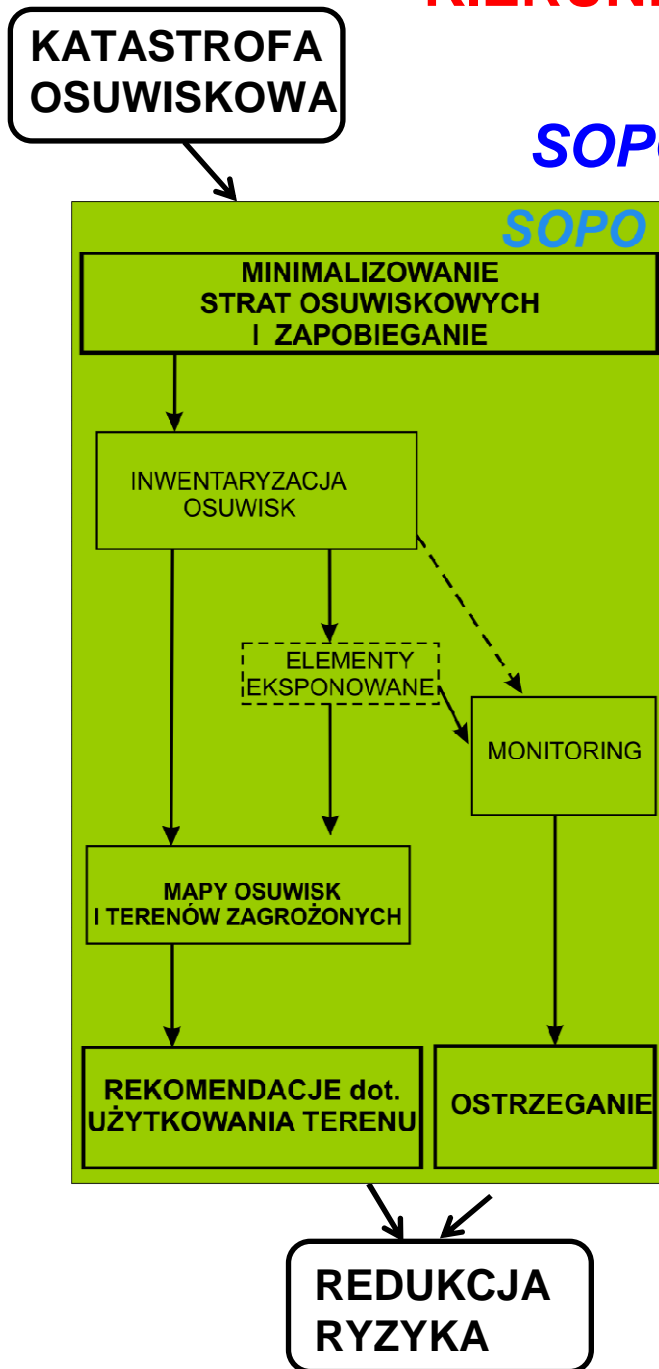 KATASTROFA
OSUWISKOWA
SOPO
SOPO
MINIMALIZOWANIE
STRAT OSUWISKOWYCH
I ZAPOBIEGANIE
INWENTARYZACJA
OSUWISK
ELEMENTY
EKSPONOWANE
MONITORING
MAPY OSUWISK
I TERENÓW ZAGROŻONYCH
REKOMENDACJE dot.
UŻYTKOWANIA TERENU
OSTRZEGANIE
REDUKCJA
RYZYKA